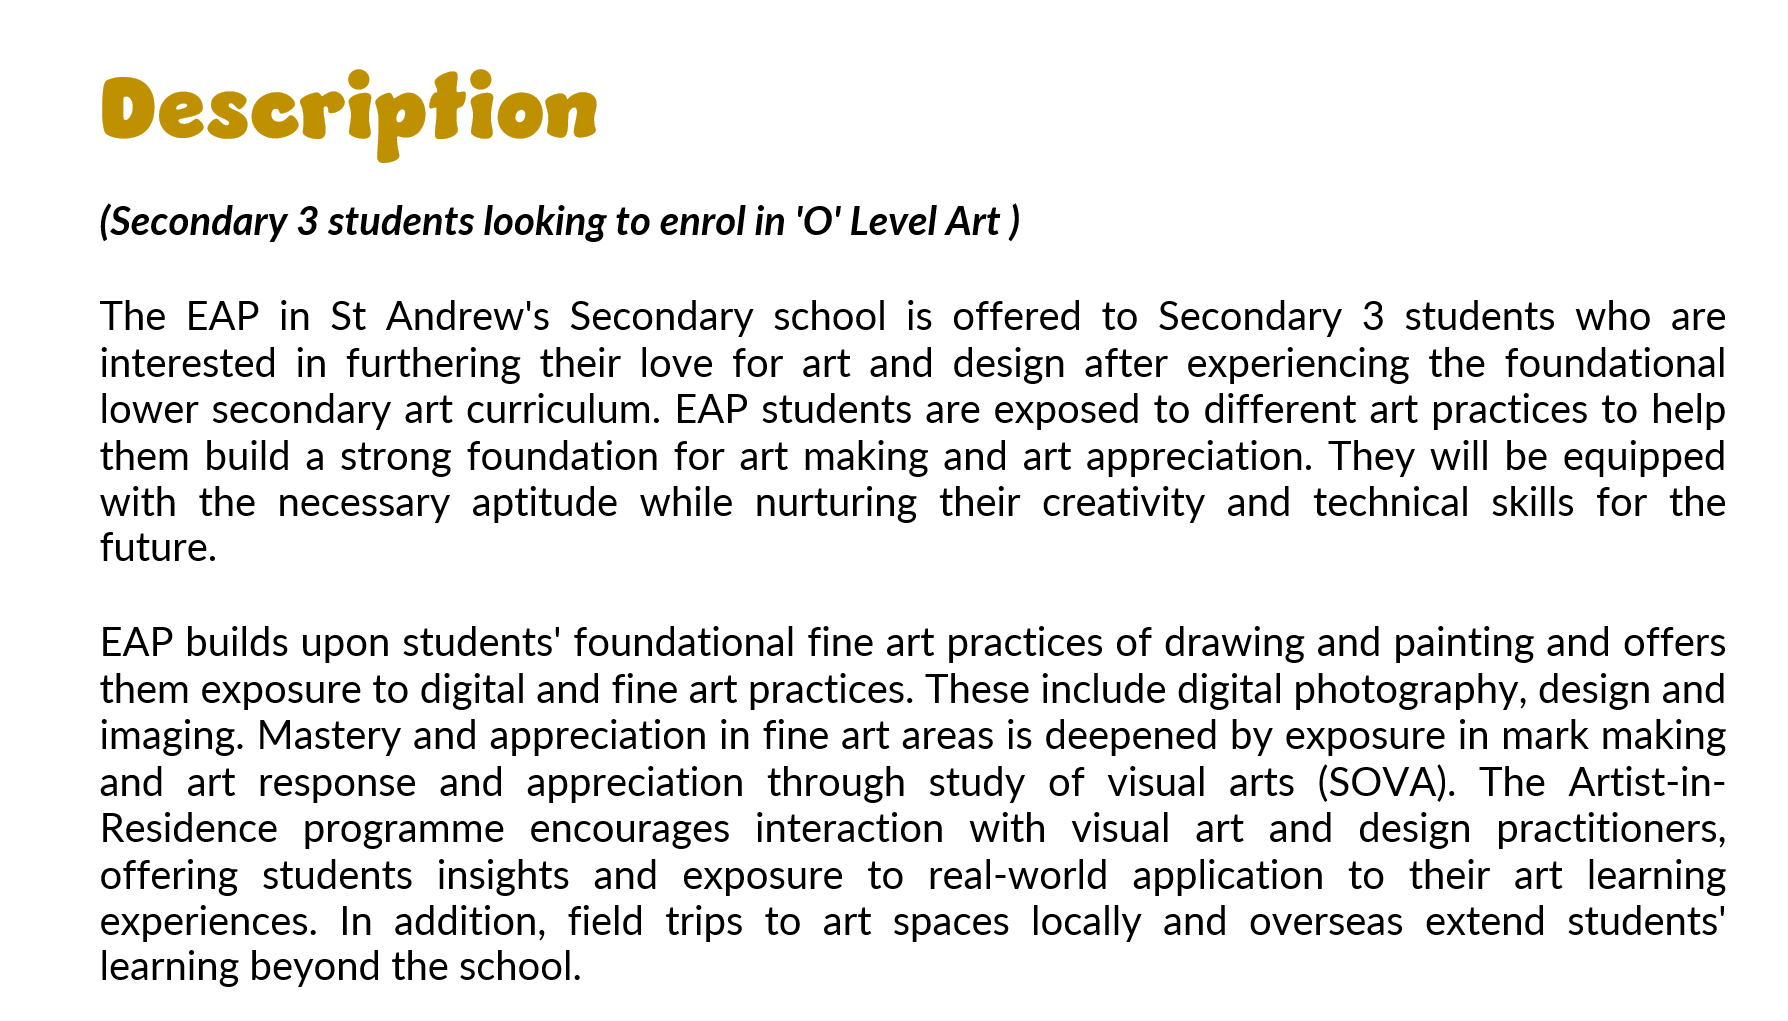 Description
(Secondary 3 students looking to enrol in 'O' Level Art )
The EAP in St Andrew's Secondary school is offered to Secondary 3 students who are
interested in furthering their love for art and design after experiencing the foundational
lower secondary art curriculum. EAP students are exposed to different art practices to help
them build a strong foundation for art making and art appreciation. They will be equipped
with the necessary aptitude while nurturing their creativity and technical skills for the
future.
EAP builds upon students' foundational fine art practices of drawing and painting and offers
them exposure to digital and fine art practices. These include digital photography, design and
imaging. Mastery and appreciation in fine art areas is deepened by exposure in mark making
and art response and appreciation through study of visual arts (SOVA). The Artist-in-
Residence programme encourages interaction with visual art and design practitioners,
offering students insights and exposure to real-world application to their art learning
experiences. In addition, field trips to art spaces locally and overseas extend students'
learning beyond the school.